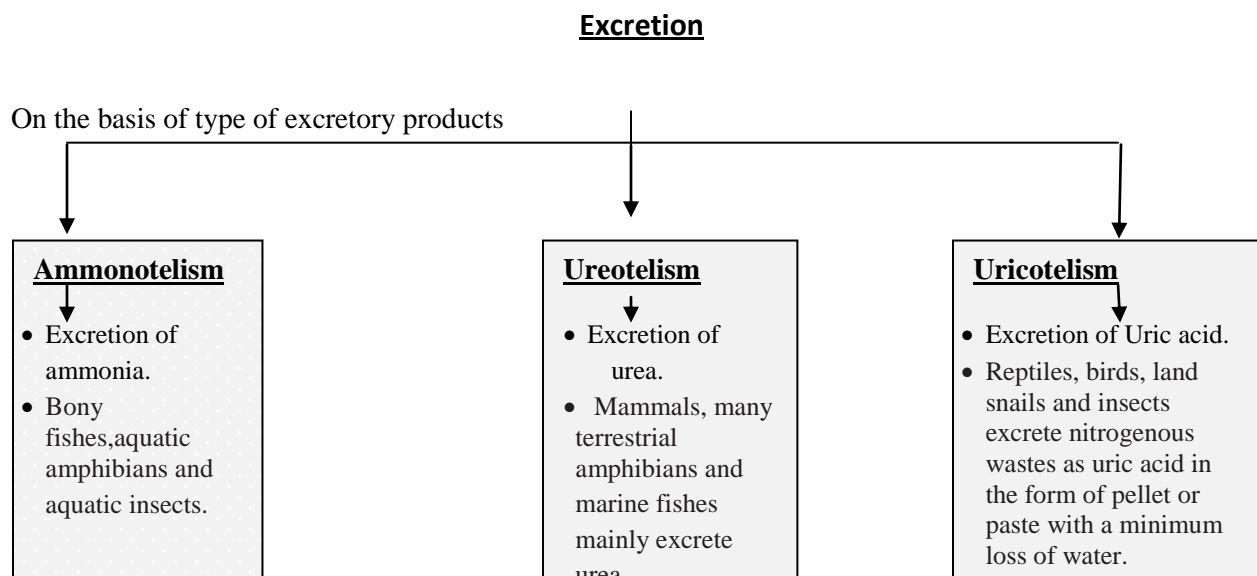 Excretion
On the basis of type of excretory products
Ammonotelism
• Excretion of
ammonia.
• Bony
fishes,aquatic
amphibians and
aquatic insects.
Ureotelism
• Excretion of
urea.
• Mammals, many
terrestrial
amphibians and
marine fishes
mainly excrete
urea
Uricotelism
• Excretion of Uric acid.
• Reptiles, birds, land
snails and insects
excrete nitrogenous
wastes as uric acid in
the form of pellet or
paste with a minimum
loss of water.